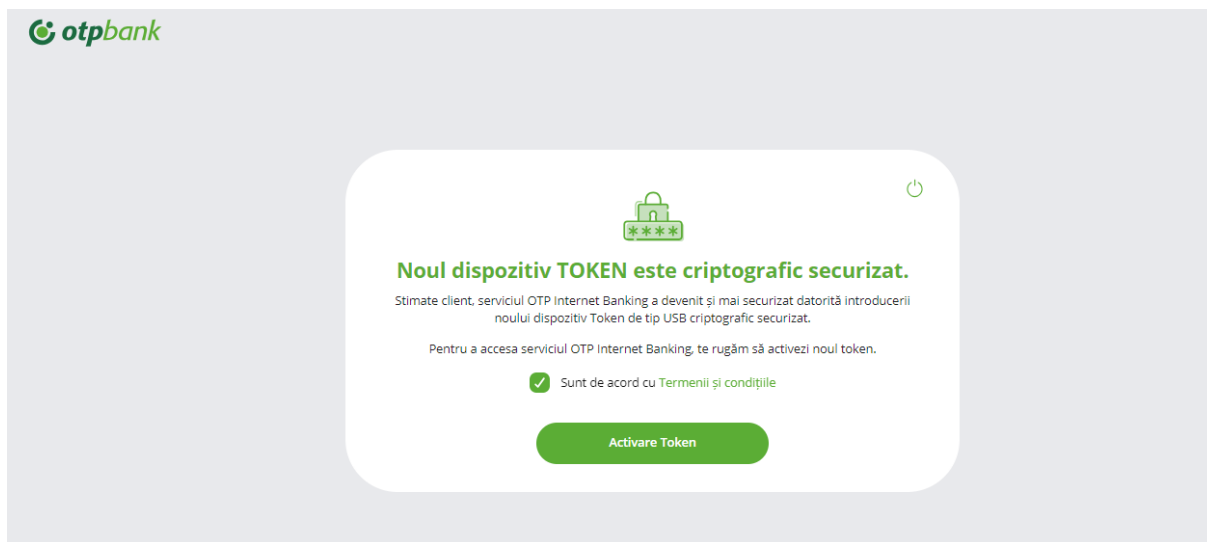 otpbank
****
Noul dispozitiv TOKEN este criptografic securizat.
Stimate client, serviciul OTP Internet Banking a devenit și mai securizat datorită introducerii
noului dispozitiv Token de tip USB criptografic securizat.
Pentru a accesa serviciul OTP Internet Banking, te rugăm să activezi noul token.
Sunt de acord cu Termenii și condițiile
Activare Token